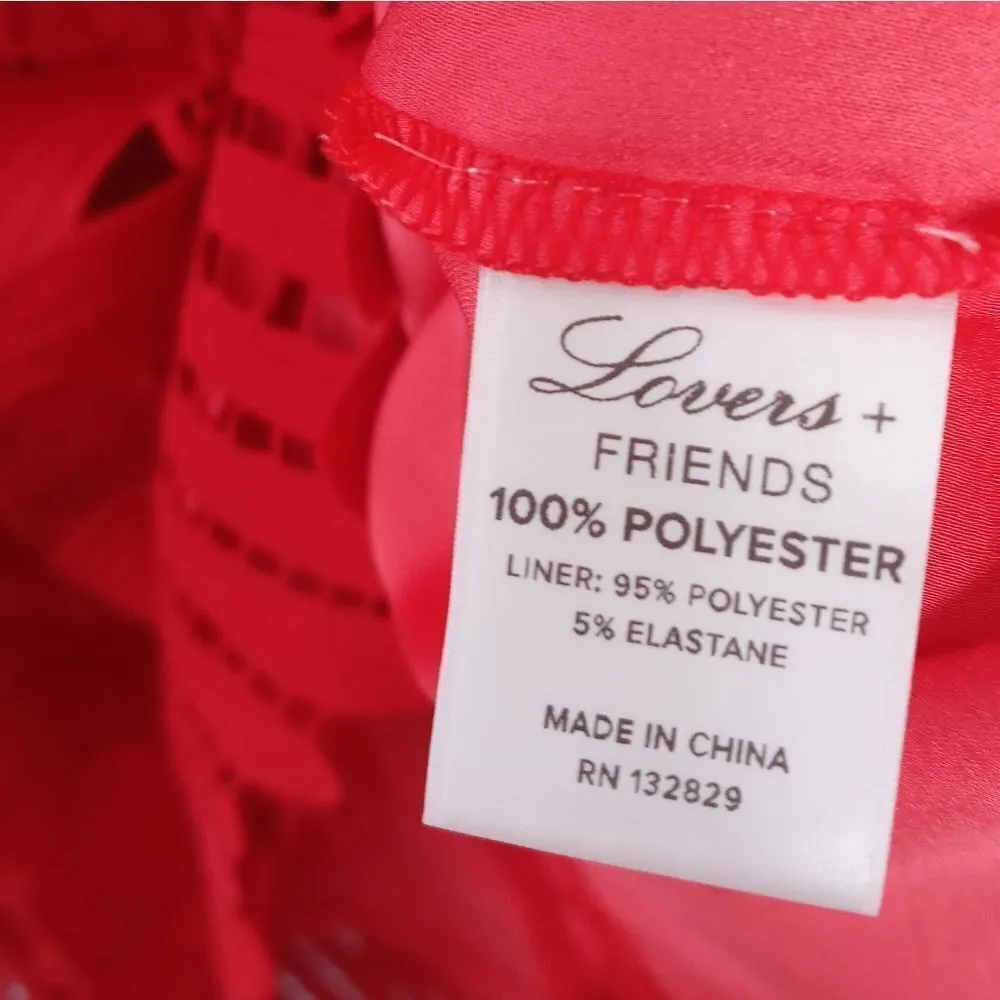 Lovers +
FRIENDS
100% POLYESTER
LINER: 95% POLYESTER
5% ELASTANE
MADE IN CHINA
RN 132829